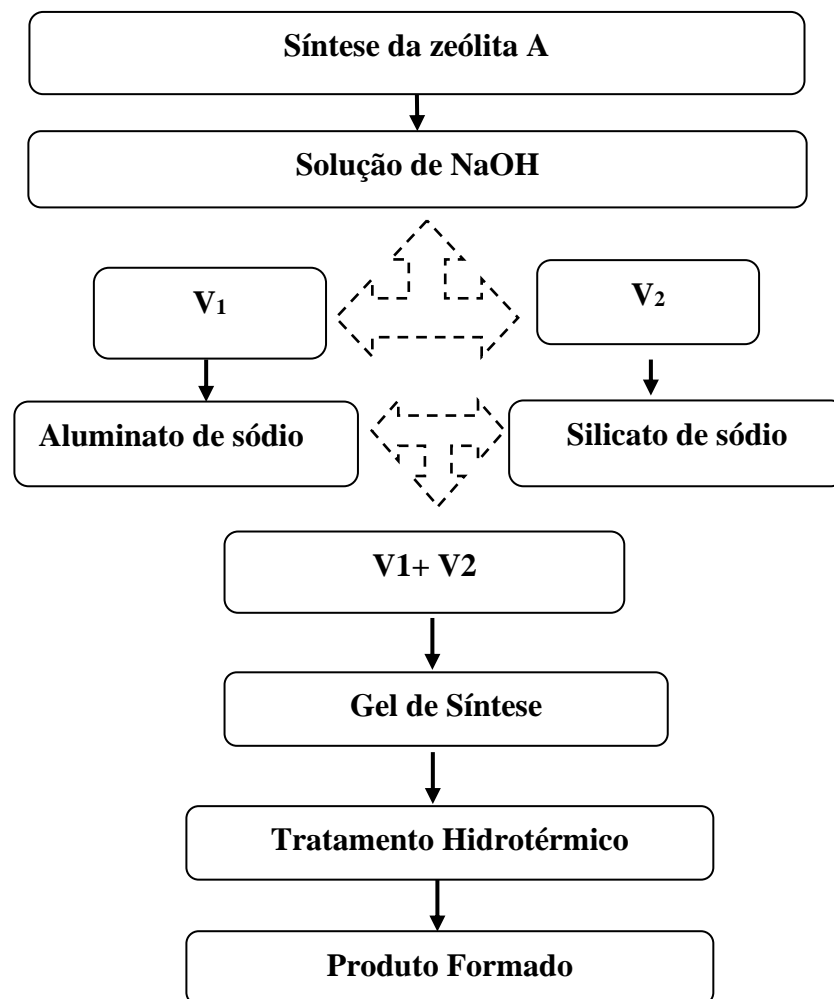 Síntese da zeólita A
Solução de NaOH
V₁
V₂
Aluminato de sódio
Silicato de sódio
V1+ V2
Gel de Síntese
Tratamento Hidrotérmico
Produto Formado